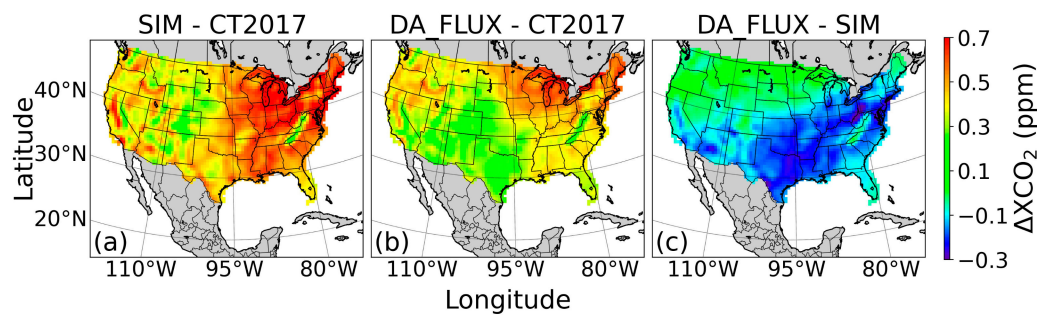 SIM - CT2017
DA_FLUX - CT2017
DA_FLUX - SIM
Latitude
40°N
30°N
20°N
(a)
(b)
(c)
110°W
95°W
80°W
110°W
95°W
80°W
110°W
95°W
80°W
Longitude
0.7
0.5
0.3
0.1
−0.1
−0.3
ΔXCO₂ (ppm)